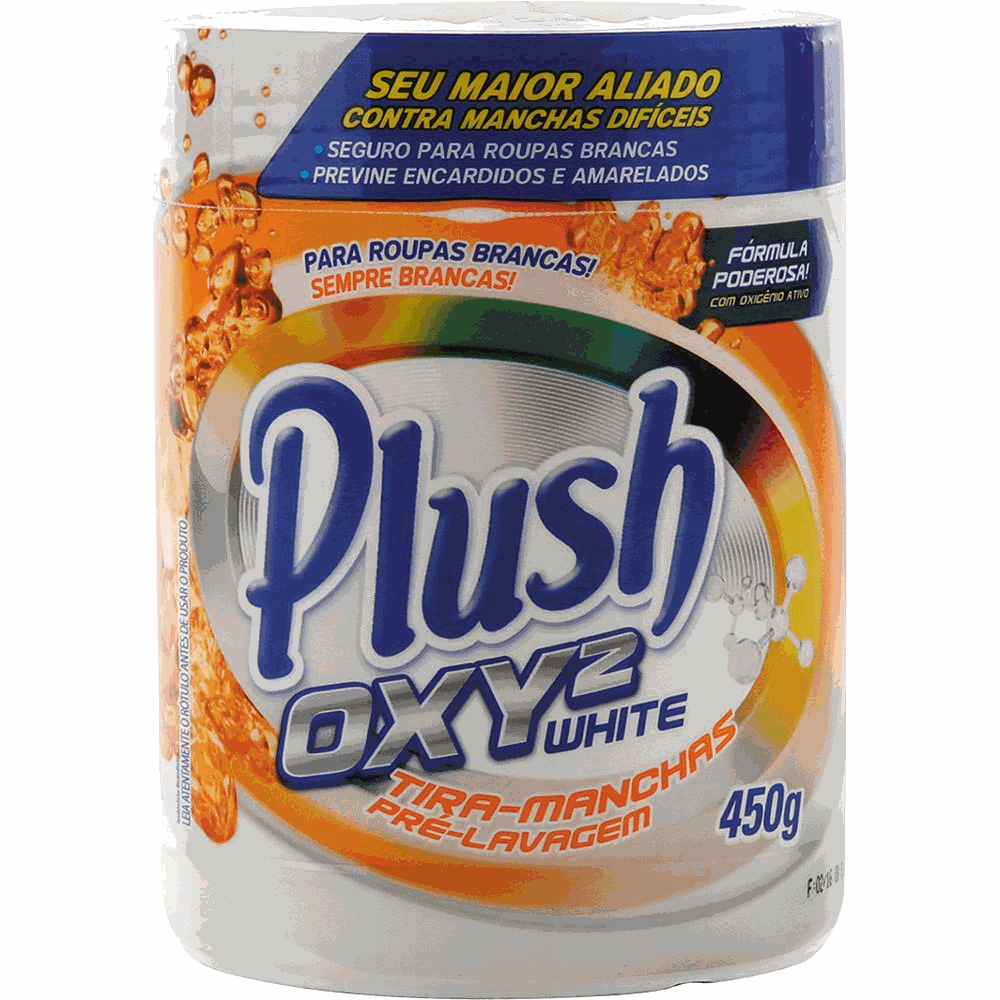 SEU MAIOR ALIADO
CONTRA MANCHAS DIFÍCEIS
• SEGURO PARA ROUPAS BRANCAS
• PREVINE ENCARDIDOS E AMARELADOS
PARA ROUPAS BRANCAS!
SEMPRE BRANCAS!
FÓRMULA
PODEROSA!
COM OXIGÊNIO ATIVO
Plush
OXY2
WHITE
TIRA-MANCHAS
PRÉ-LAVAGEM
450g
LEIA ATENTAMENTE O RÓTULO ANTES DE USAR O PRODUTO